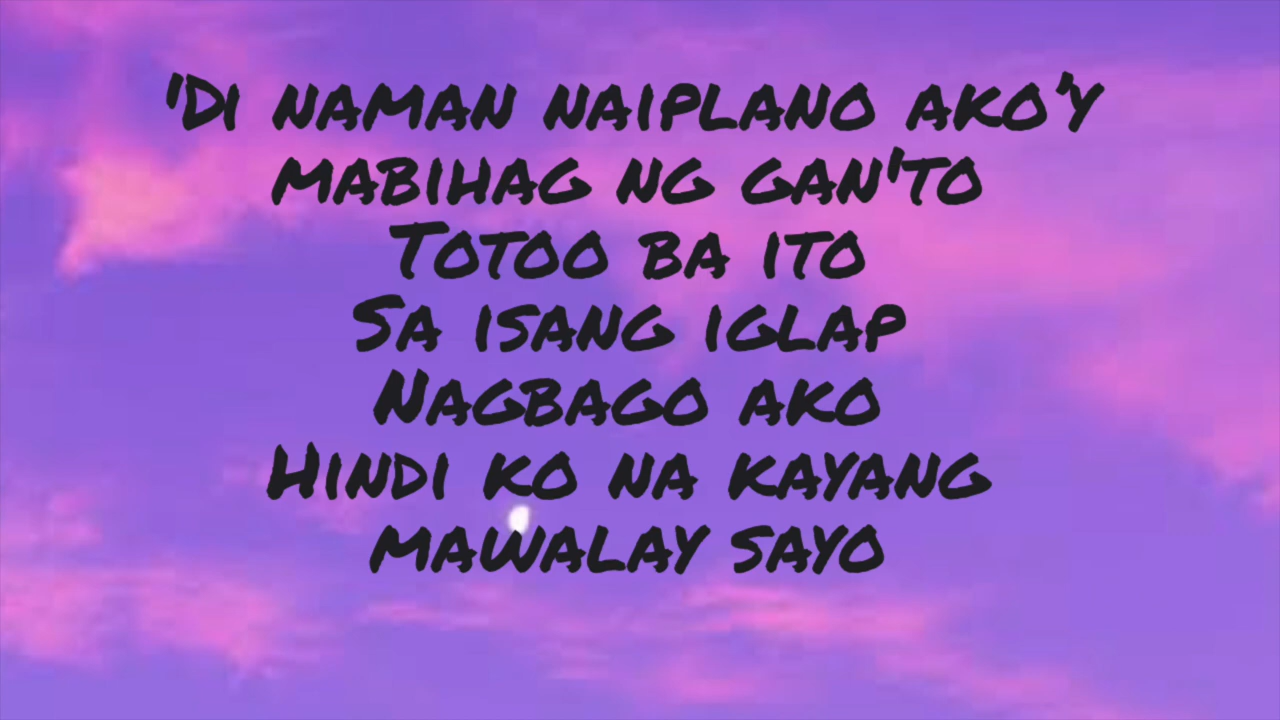 'Di naman naiplano ako'y
mabihag ng gan'to
Totoo ba ito
Sa isang iglap
Nagbago ako
Hindi ko na kayang
mawalay sayo